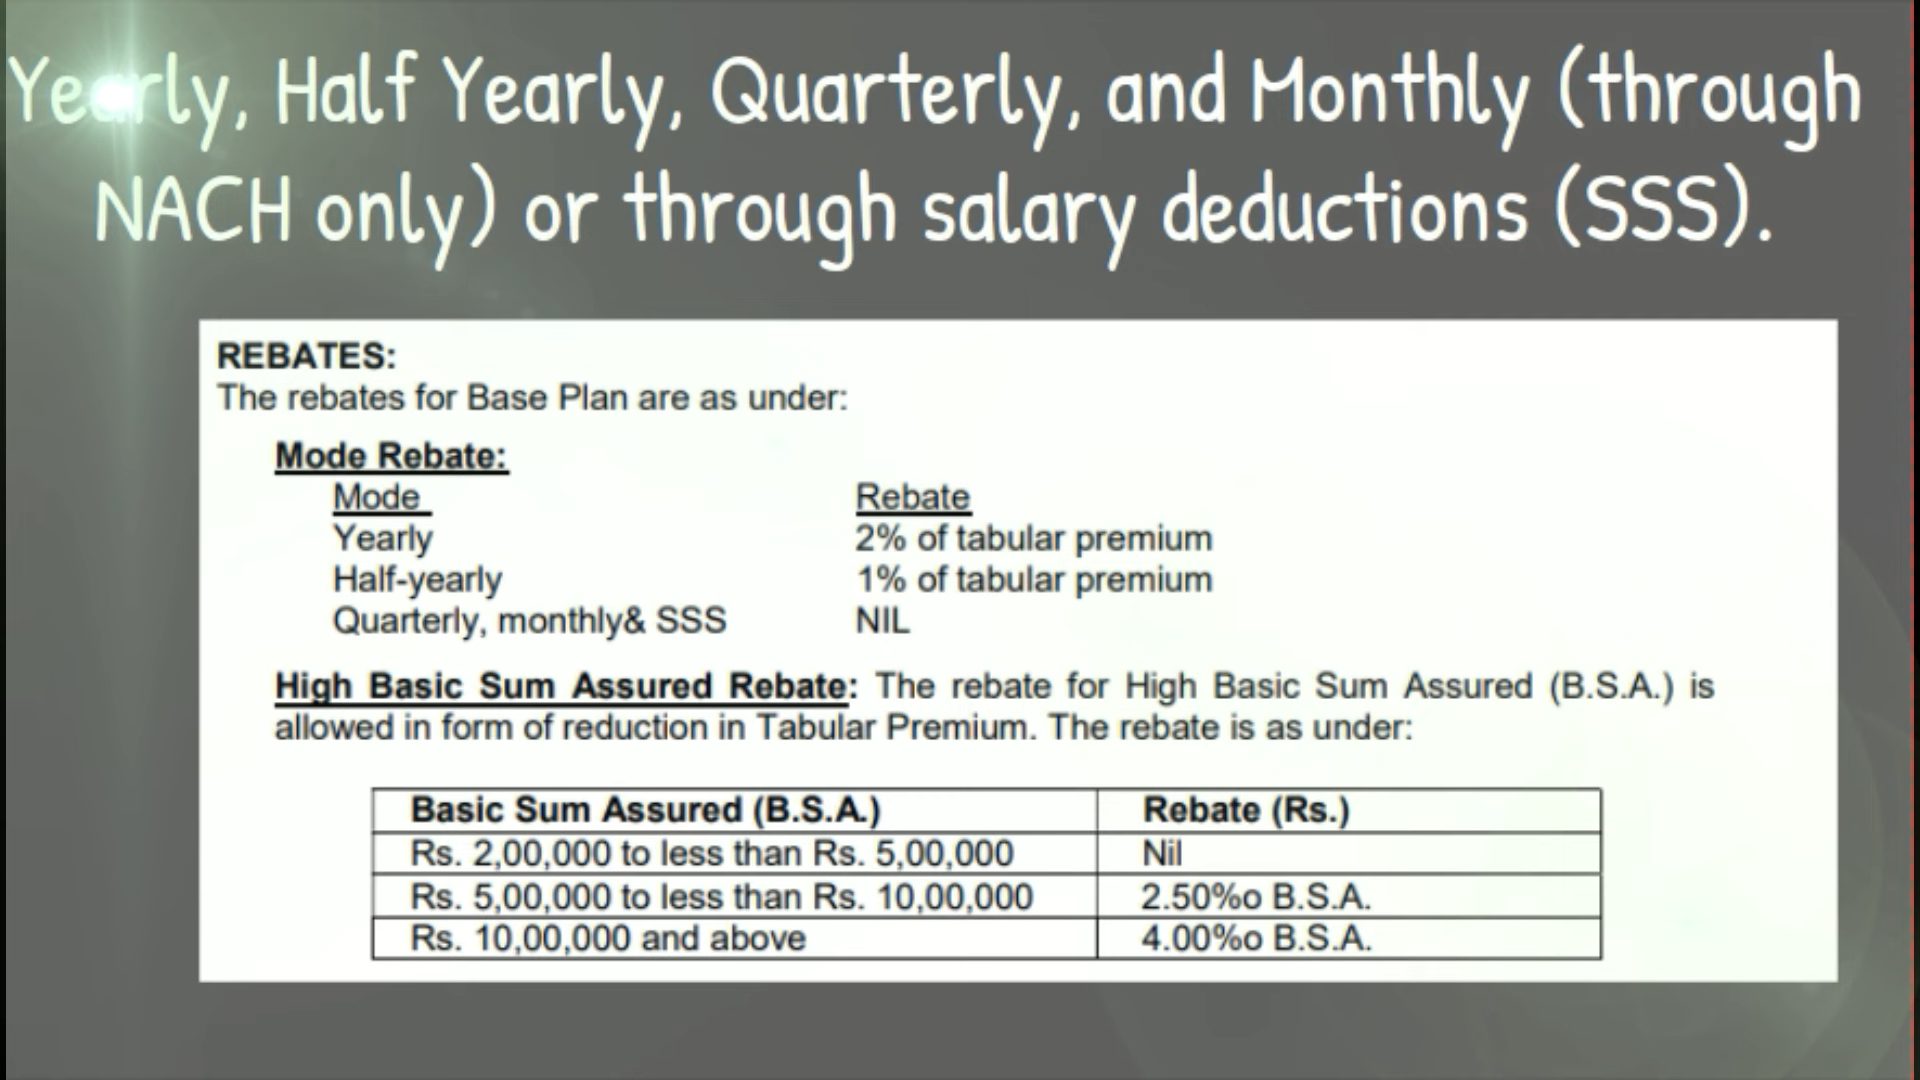 Yearly, Half Yearly, Quarterly, and Monthly (through
NACH only) or through salary deductions (SSS).
REBATES:
The rebates for Base Plan are as under:
Mode Rebate:
Mode Rebate
Yearly 2% of tabular premium
Half-yearly 1% of tabular premium
Quarterly, monthly& SSS NIL
High Basic Sum Assured Rebate: The rebate for High Basic Sum Assured (B.S.A.) is
allowed in form of reduction in Tabular Premium. The rebate is as under:
Basic Sum Assured (B.S.A.) Rebate (Rs.)
Rs. 2,00,000 to less than Rs. 5,00,000 Nil
Rs. 5,00,000 to less than Rs. 10,00,000 2.50%o B.S.A.
Rs. 10,00,000 and above 4.00%o B.S.A.